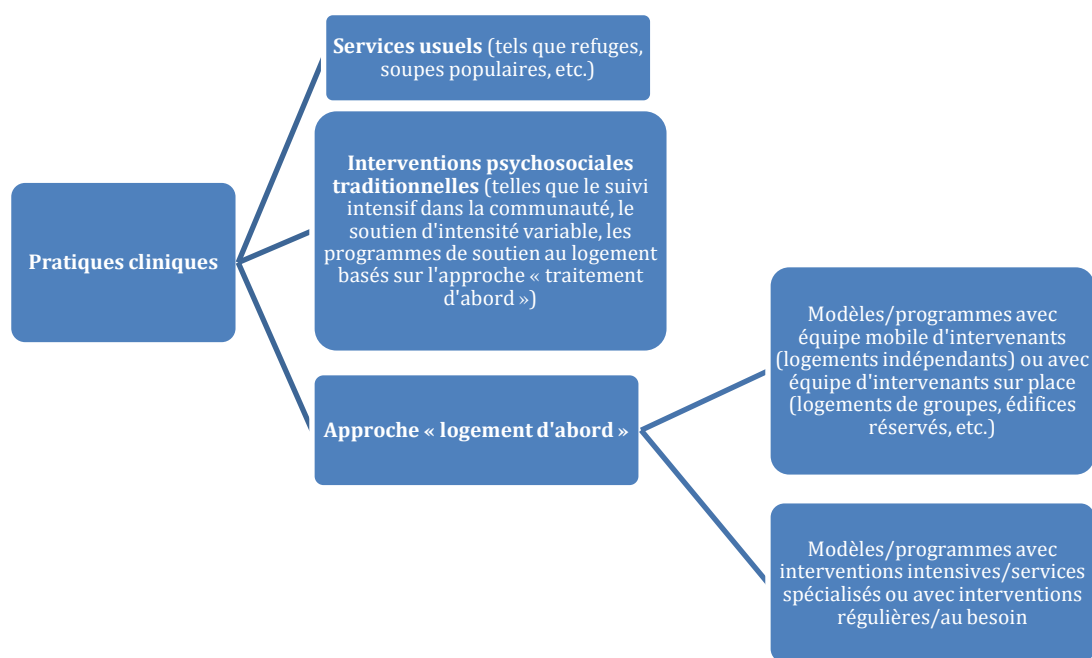 Services usuels (tels que refuges,
soupes populaires, etc.)
Interventions psychosociales
traditionnelles (telles que le suivi
intensif dans la communauté, le
soutien d'intensité variable, les
programmes de soutien au logement
basés sur l'approche « traitement
d'abord »)
Pratiques cliniques
Approche « logement d'abord »
Modèles/programmes avec
équipe mobile d'intervenants
(logements indépendants) ou avec
équipe d'intervenants sur place
(logements de groupes, édifices
réservés, etc.)
Modèles/programmes avec
interventions intensives/services
spécialisés ou avec interventions
régulières/au besoin